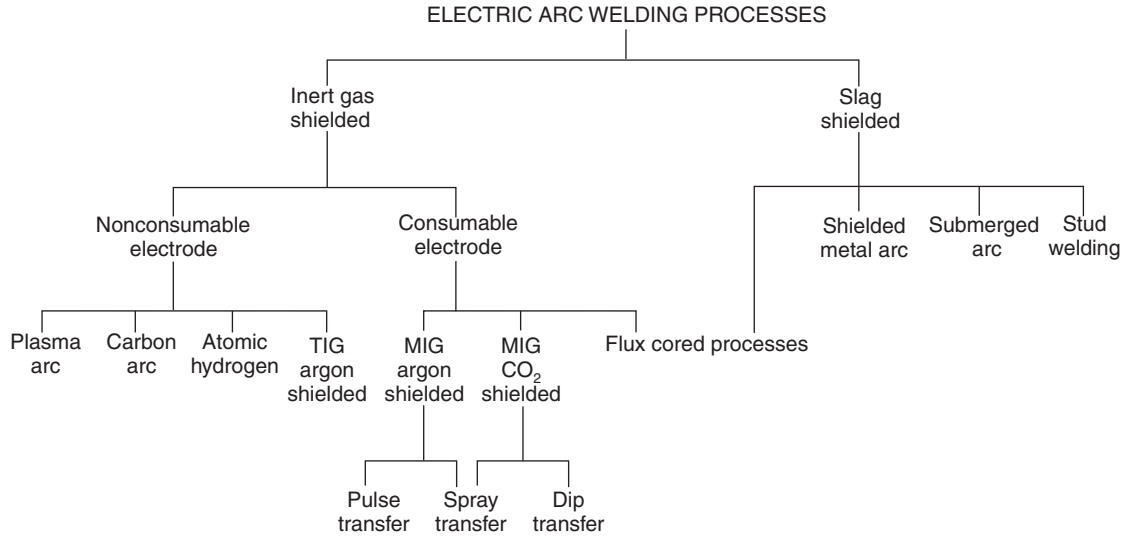 ELECTRIC ARC WELDING PROCESSES
Inert gas
shielded
Slag
shielded
Nonconsumable
electrode
Consumable
electrode
Shielded
metal arc
Submerged
arc
Stud
welding
Plasma
arc
Carbon
arc
Atomic
hydrogen
TIG
argon
shielded
MIG
argon
shielded
MIG
CO₂
shielded
Flux cored processes
Pulse
transfer
Spray
transfer
Dip
transfer